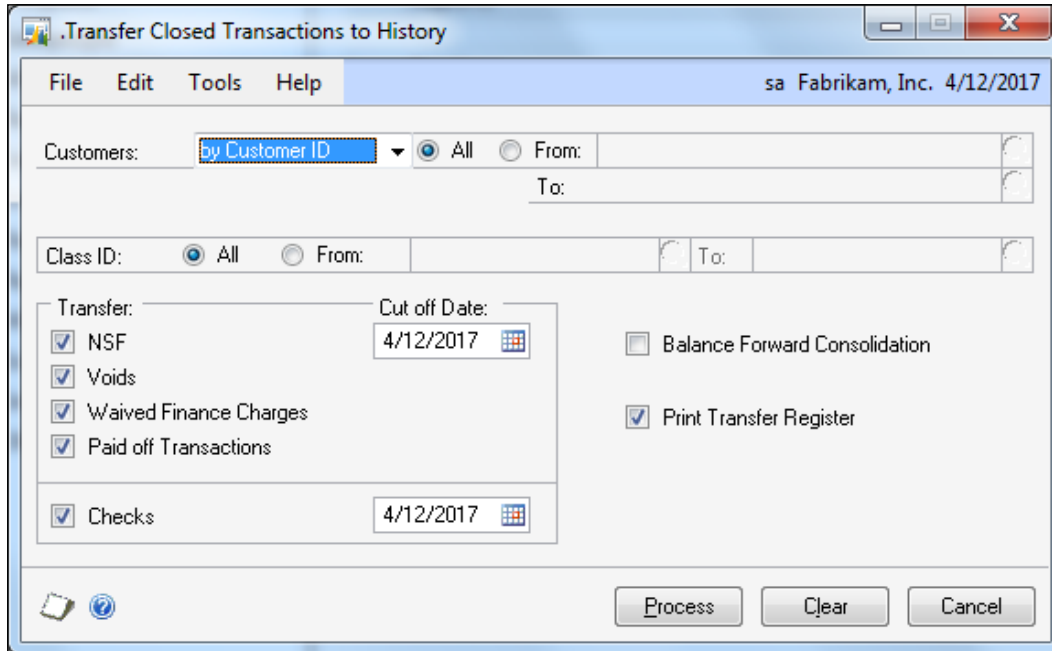 .Transfer Closed Transactions to History
File Edit Tools Help sa Fabrikam, Inc. 4/12/2017
Customers: by Customer ID All From:
To:
Class ID: All From: To:
Transfer: Cut off Date:
NSF 4/12/2017 Balance Forward Consolidation
Voids
Waived Finance Charges Print Transfer Register
Paid off Transactions
Checks 4/12/2017
Process Clear Cancel